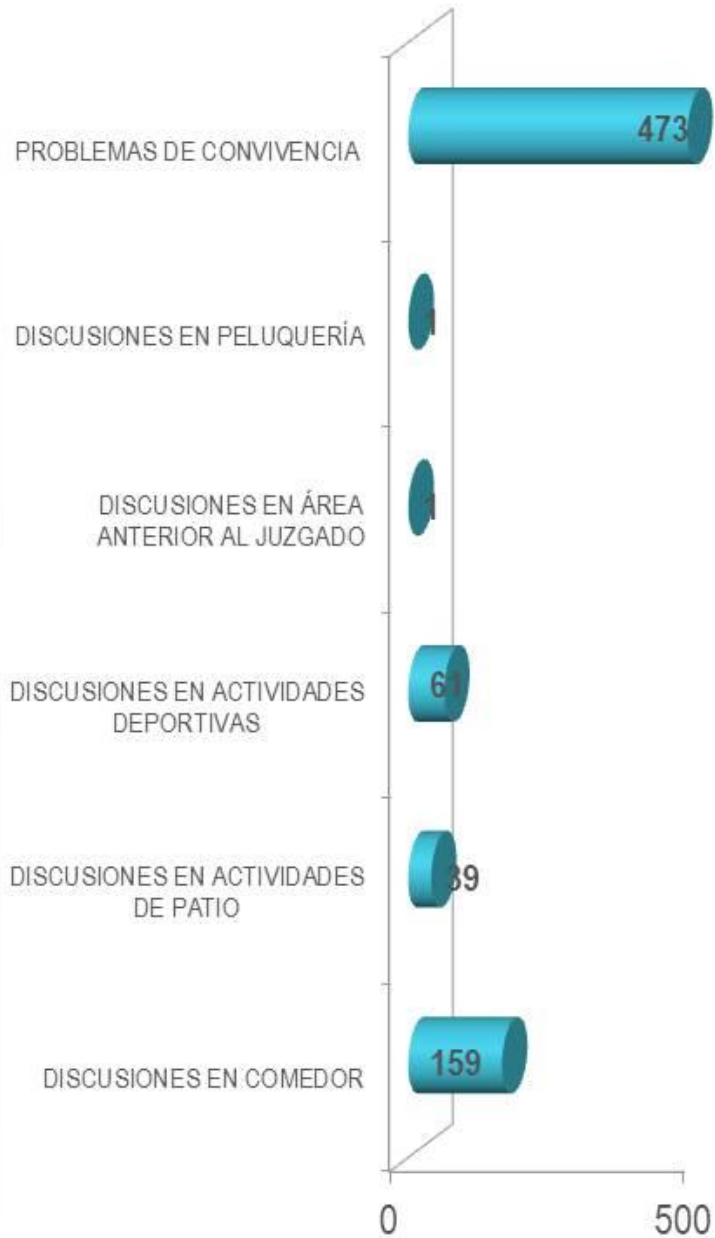 PROBLEMAS DE CONVIVENCIA
473
DISCUSIONES EN PELUQUERÍA
1
DISCUSIONES EN ÁREA
ANTERIOR AL JUZGADO
1
DISCUSIONES EN ACTIVIDADES
DEPORTIVAS
61
DISCUSIONES EN ACTIVIDADES
DE PATIO
39
DISCUSIONES EN COMEDOR
159
0 500